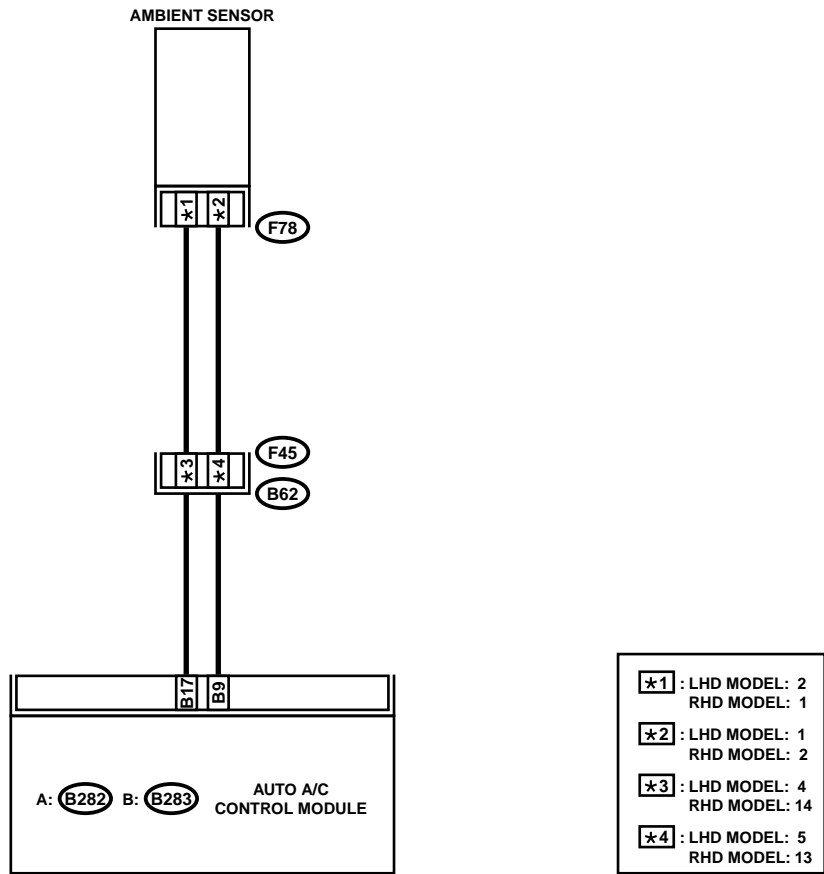 AMBIENT SENSOR
*1 *2
F78
F45
*3 *4
B62
B17 B9
A: B282 B: B283 AUTO A/C
CONTROL MODULE
*1 : LHD MODEL: 2
RHD MODEL: 1
*2 : LHD MODEL: 1
RHD MODEL: 2
*3 : LHD MODEL: 4
RHD MODEL: 14
*4 : LHD MODEL: 5
RHD MODEL: 13